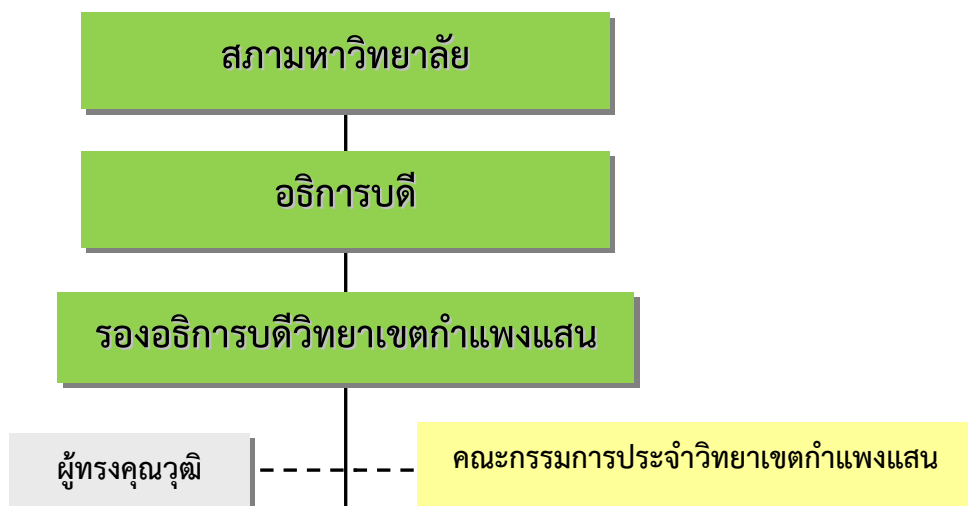 สภามหาวิทยาลัย
อธิการบดี
รองอธิการบดีวิทยาเขตกำแพงแสน
ผู้ทรงคุณวุฒิ
คณะกรรมการประจำวิทยาเขตกำแพงแสน